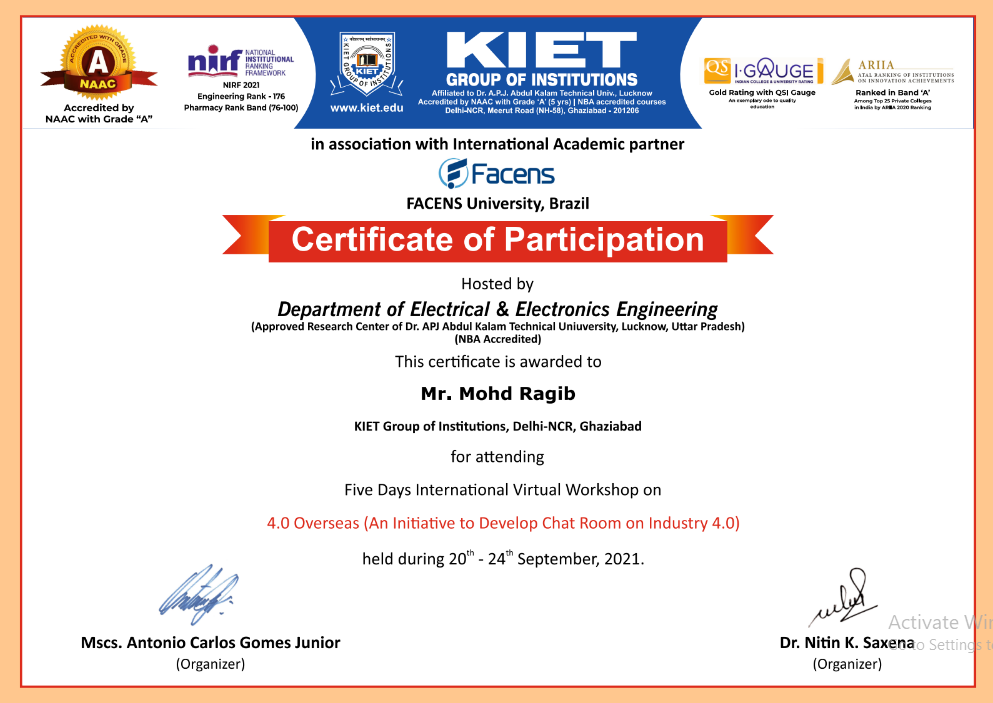 ACCREDITED WITH GRADE
A
NAAC
Accredited by
NAAC with Grade “A”
nirf
NATIONAL
INSTITUTIONAL
RANKING
FRAMEWORK
NIRF 2021
Engineering Rank - 176
Pharmacy Rank Band (76-100)
KIET GROUP OF INSTITUTIONS
KIET
www.kiet.edu
KIET
GROUP OF INSTITUTIONS
Affiliated to Dr. A.P.J. Abdul Kalam Technical Univ., Lucknow
Accredited by NAAC with Grade ‘A’ (5 yrs) | NBA accredited courses
Delhi-NCR, Meerut Road (NH-58), Ghaziabad - 201206
QS I·GAUGE
INDIAN COLLEGE & UNIVERSITY RATING
Gold Rating with QSI Gauge
An exemplary ode to quality
education
ARIIA
ATAL RANKING OF INSTITUTIONS
ON INNOVATION ACHIEVEMENTS
Ranked in Band ‘A’
Among Top 25 Private Colleges
in India by ARIIA 2020 Ranking
in association with International Academic partner
Facens
FACENS University, Brazil
Certificate of Participation
Hosted by
Department of Electrical & Electronics Engineering
(Approved Research Center of Dr. APJ Abdul Kalam Technical Uniuversity, Lucknow, Uttar Pradesh)
(NBA Accredited)
This certificate is awarded to
Mr. Mohd Ragib
KIET Group of Institutions, Delhi-NCR, Ghaziabad
for attending
Five Days International Virtual Workshop on
4.0 Overseas (An Initiative to Develop Chat Room on Industry 4.0)
held during 20th - 24th September, 2021.
Mscs. Antonio Carlos Gomes Junior
(Organizer)
Activate Win
Dr. Nitin K. Saxena
to Settings t
(Organizer)